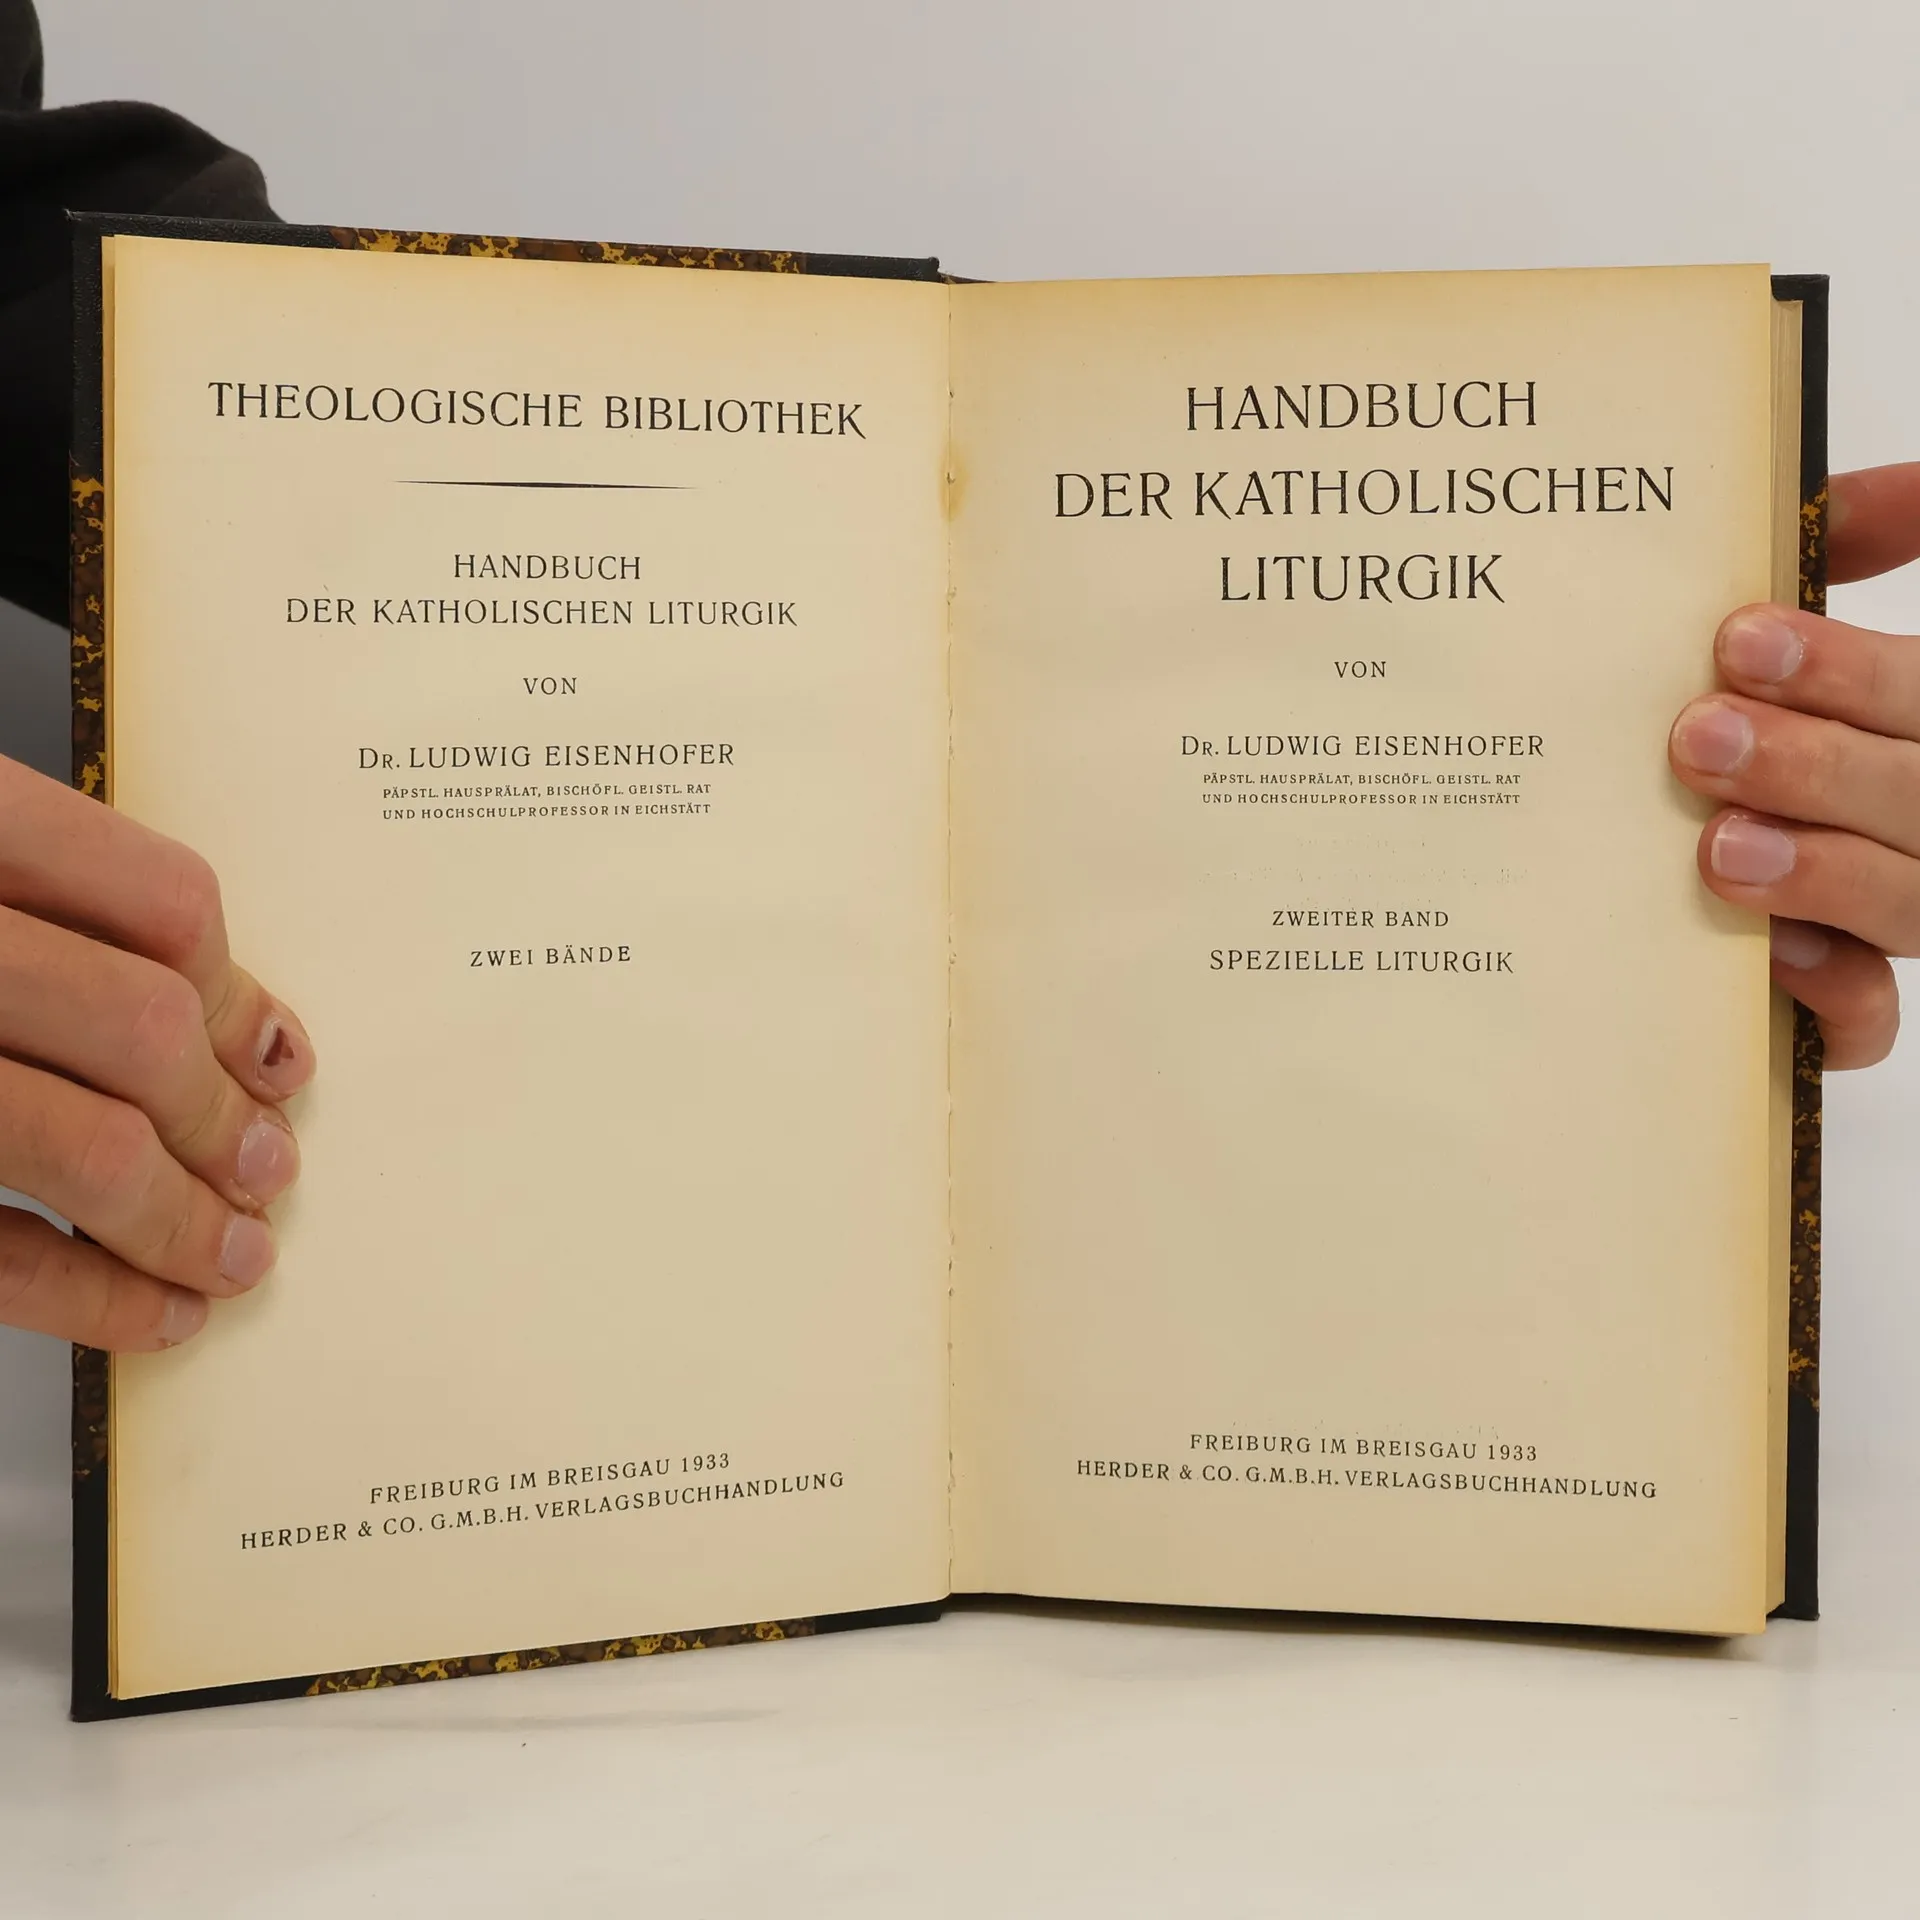 THEOLOGISCHE BIBLIOTHEK
HANDBUCH
DER KATHOLISCHEN LITURGIK
VON
DR. LUDWIG EISENHOFER
PÄPSTL. HAUSPRÄLAT, BISCHÖFL. GEISTL. RAT
UND HOCHSCHULPROFESSOR IN EICHSTÄTT
ZWEI BÄNDE
FREIBURG IM BREISGAU 1933
HERDER & CO. G.M.B.H. VERLAGSBUCHHANDLUNG
HANDBUCH
DER KATHOLISCHEN
LITURGIK
VON
DR. LUDWIG EISENHOFER
PÄPSTL. HAUSPRÄLAT, BISCHÖFL. GEISTL. RAT
UND HOCHSCHULPROFESSOR IN EICHSTÄTT
ZWEITER BAND
SPEZIELLE LITURGIK
FREIBURG IM BREISGAU 1933
HERDER & CO. G.M.B.H. VERLAGSBUCHHANDLUNG